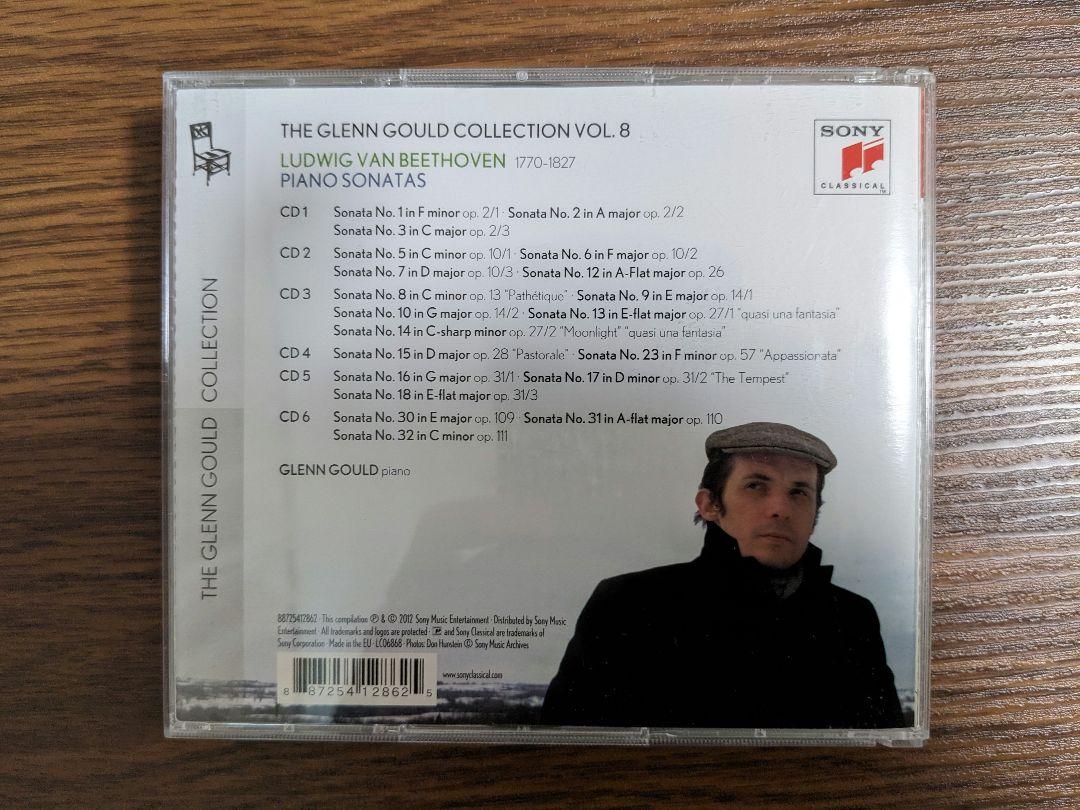 THE GLENN GOULD COLLECTION VOL. 8
LUDWIG VAN BEETHOVEN 1770-1827
PIANO SONATAS
SONY
CLASSICAL™
CD 1 Sonata No. 1 in F minor op. 2/1 · Sonata No. 2 in A major op. 2/2
Sonata No. 3 in C major op. 2/3
CD 2 Sonata No. 5 in C minor op. 10/1 · Sonata No. 6 in F major op. 10/2
Sonata No. 7 in D major op. 10/3 · Sonata No. 12 in A-Flat major op. 26
CD 3 Sonata No. 8 in C minor op. 13 "Pathétique" · Sonata No. 9 in E major op. 14/1
Sonata No. 10 in G major op. 14/2 · Sonata No. 13 in E-flat major op. 27/1 "quasi una fantasia"
Sonata No. 14 in C-sharp minor op. 27/2 "Moonlight" "quasi una fantasia"
CD 4 Sonata No. 15 in D major op. 28 "Pastorale" · Sonata No. 23 in F minor op. 57 "Appassionata"
CD 5 Sonata No. 16 in G major op. 31/1 · Sonata No. 17 in D minor op. 31/2 "The Tempest"
Sonata No. 18 in E-flat major op. 31/3
CD 6 Sonata No. 30 in E major op. 109 · Sonata No. 31 in A-flat major op. 110
Sonata No. 32 in C minor op. 111
GLENN GOULD piano
88725412862 · This compilation ℗ & © 2012 Sony Music Entertainment · Distributed by Sony Music
Entertainment · All trademarks and logos are protected · and Sony Classical are trademarks of
Sony Corporation · Made in the EU · LC06868 · Photos: Don Hunstein © Sony Music Archives
www.sonyclassical.com
8 87254 12862 5
THE GLENN GOULD COLLECTION